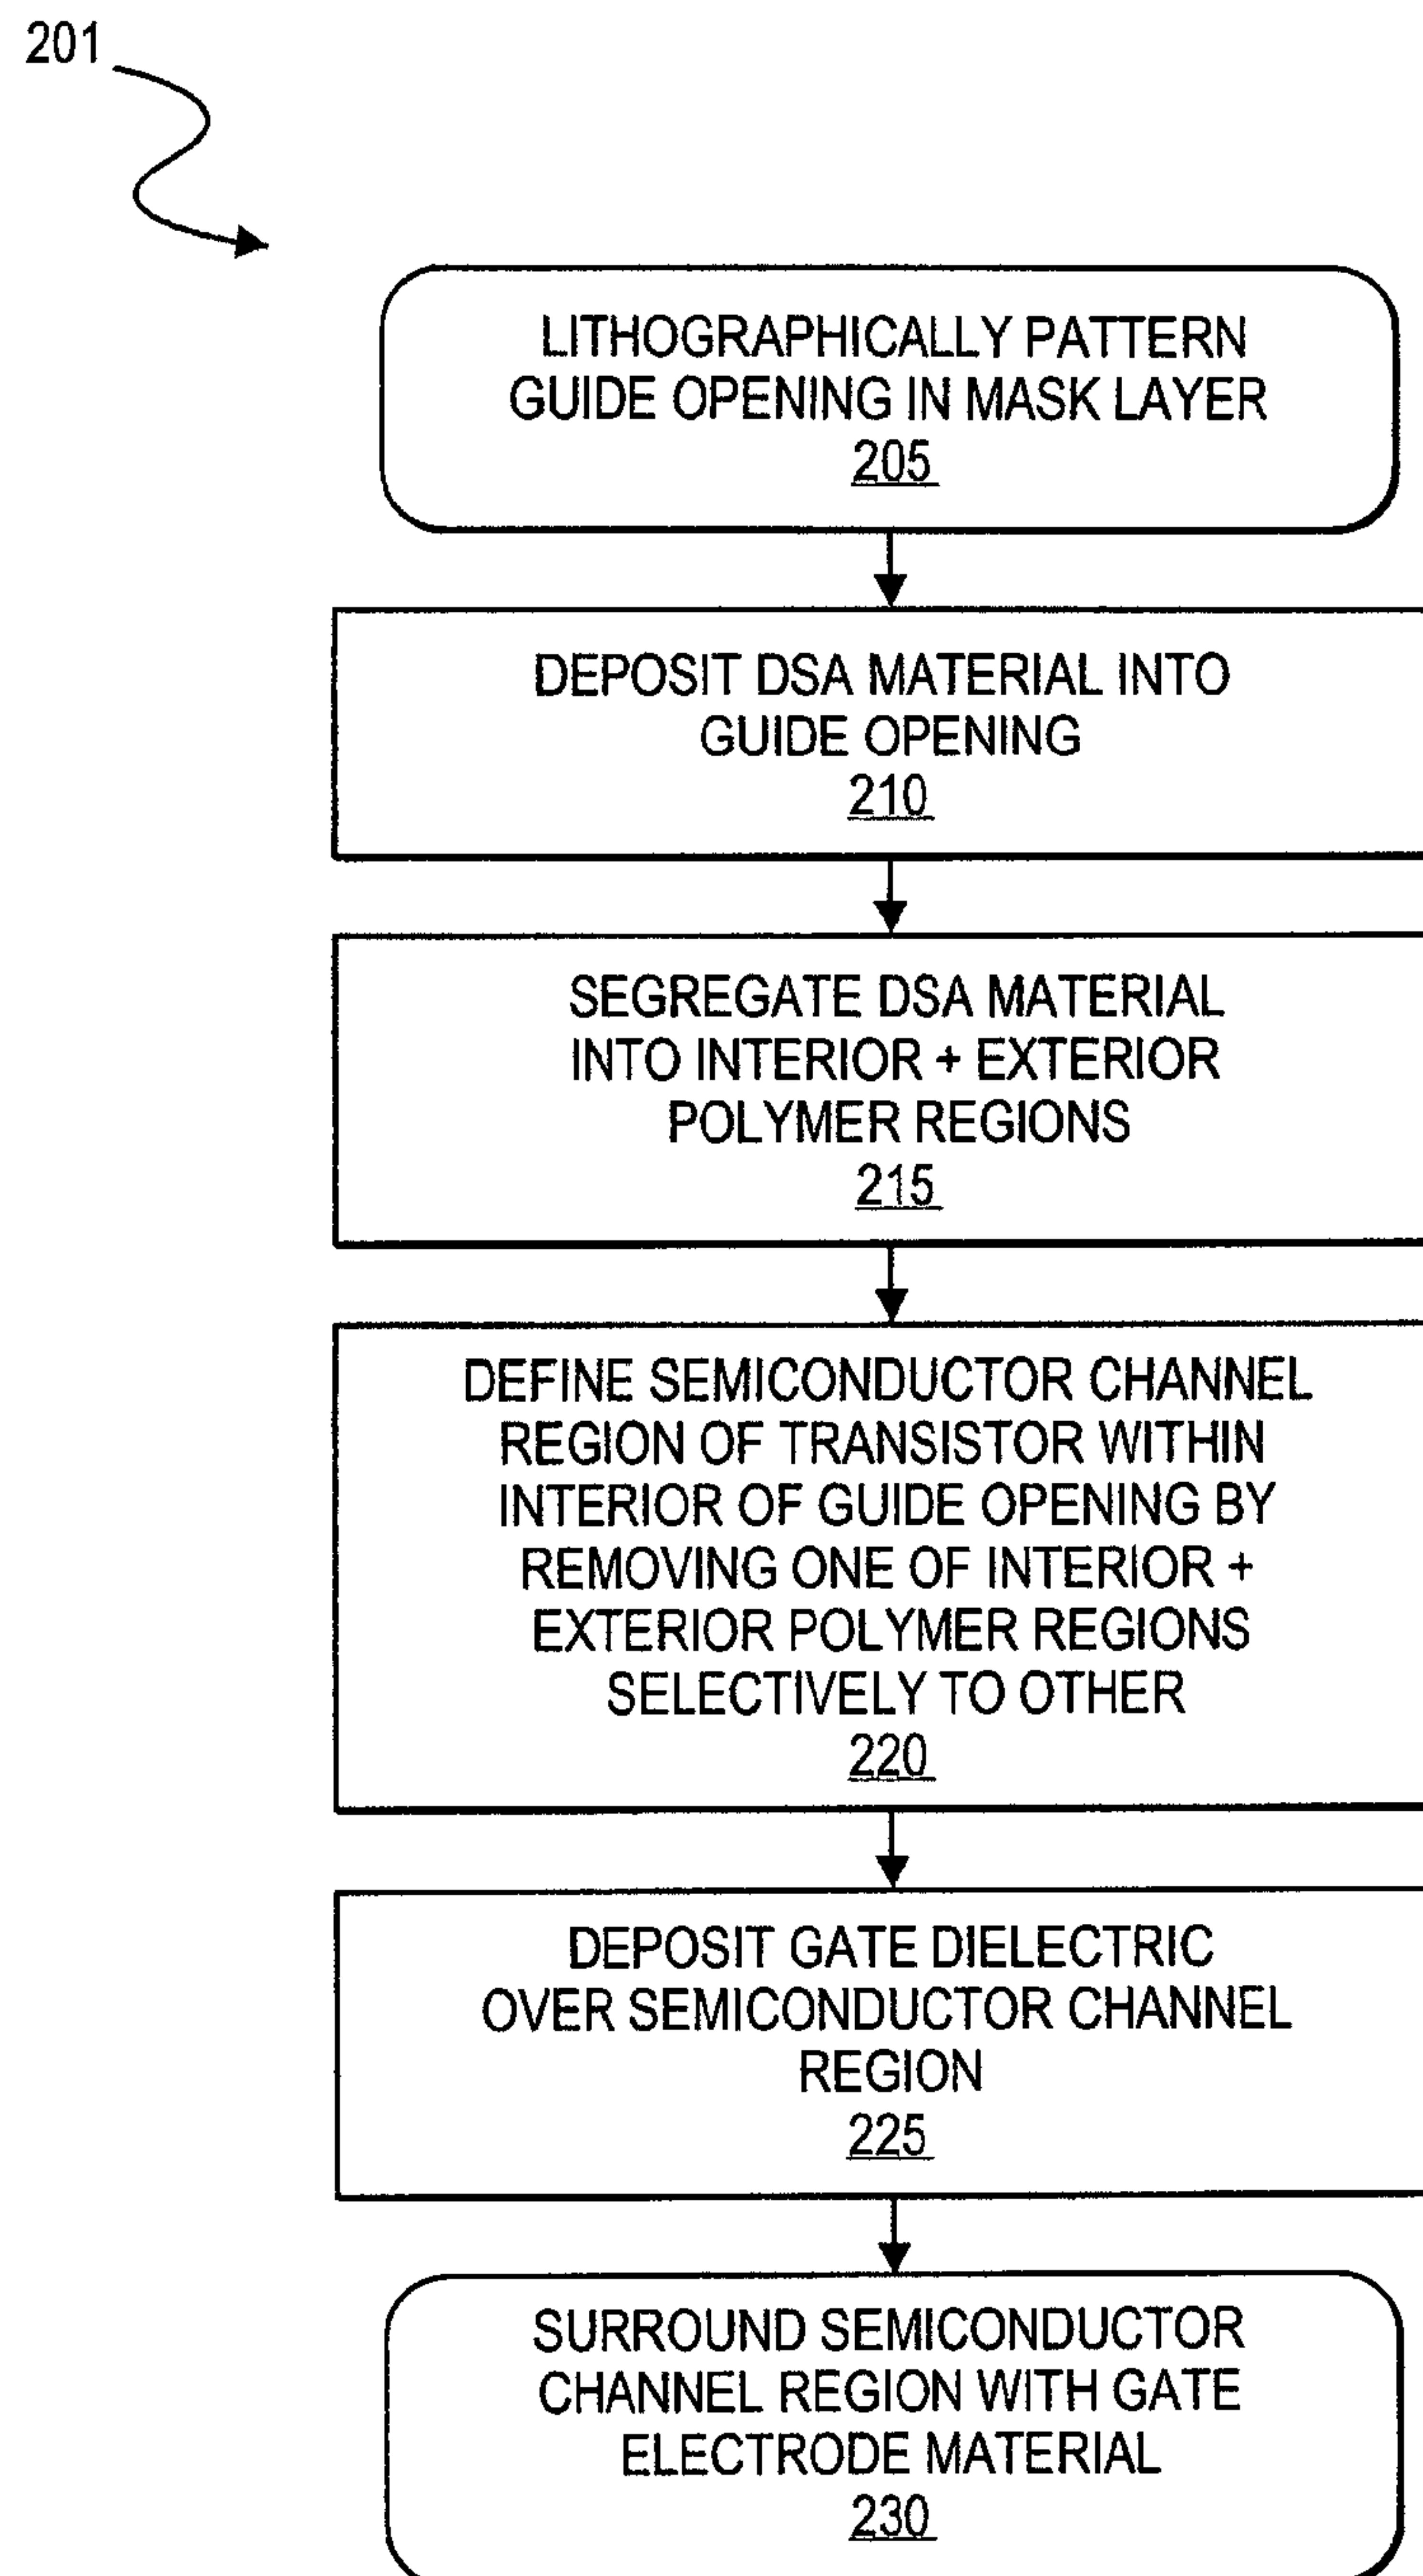 201
LITHOGRAPHICALLY PATTERN
GUIDE OPENING IN MASK LAYER
205
DEPOSIT DSA MATERIAL INTO
GUIDE OPENING
210
SEGREGATE DSA MATERIAL
INTO INTERIOR + EXTERIOR
POLYMER REGIONS
215
DEFINE SEMICONDUCTOR CHANNEL
REGION OF TRANSISTOR WITHIN
INTERIOR OF GUIDE OPENING BY
REMOVING ONE OF INTERIOR +
EXTERIOR POLYMER REGIONS
SELECTIVELY TO OTHER
220
DEPOSIT GATE DIELECTRIC
OVER SEMICONDUCTOR CHANNEL
REGION
225
SURROUND SEMICONDUCTOR
CHANNEL REGION WITH GATE
ELECTRODE MATERIAL
230